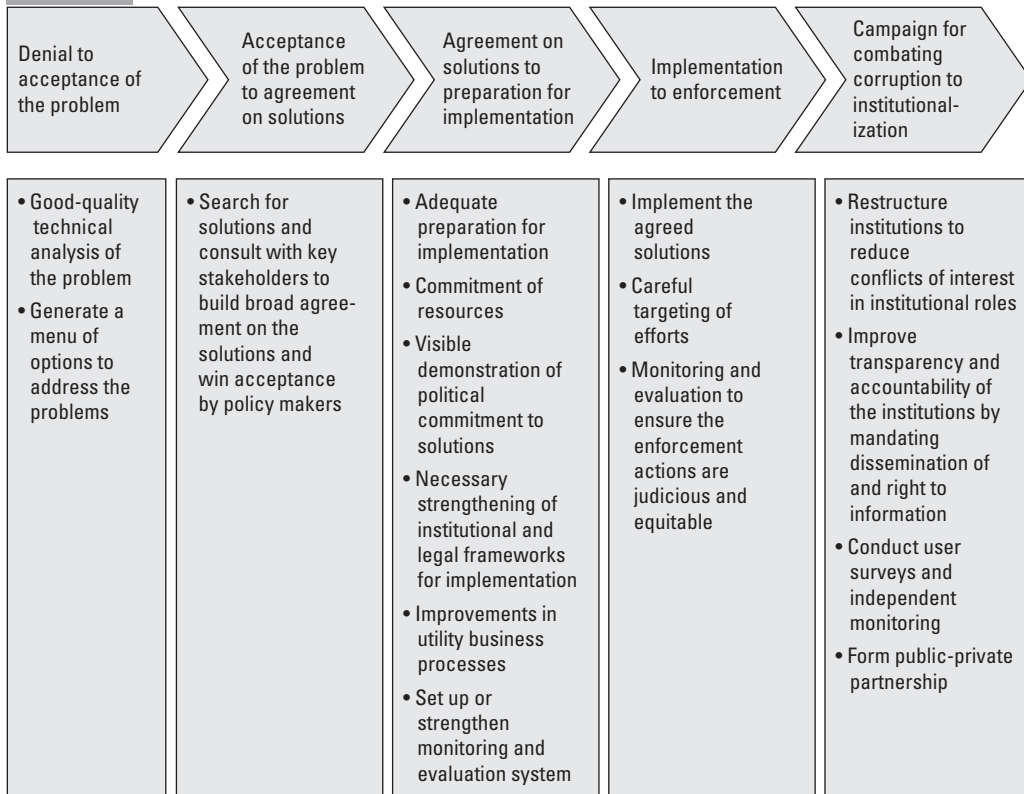 Denial to
acceptance of
the problem
Acceptance
of the problem
to agreement
on solutions
Agreement on
solutions to
preparation for
implementation
Implementation
to enforcement
Campaign for
combating
corruption to
institutional-
ization
• Good-quality
technical
analysis of
the problem
• Generate a
menu of
options to
address the
problems
• Search for
solutions and
consult with key
stakeholders to
build broad agree-
ment on the
solutions and
win acceptance
by policy makers
• Adequate
preparation for
implementation
• Commitment of
resources
• Visible
demonstration of
political
commitment to
solutions
• Necessary
strengthening of
institutional and
legal frameworks
for implementation
• Improvements in
utility business
processes
• Set up or
strengthen
monitoring and
evaluation system
• Implement the
agreed
solutions
• Careful
targeting of
efforts
• Monitoring and
evaluation to
ensure the
enforcement
actions are
judicious and
equitable
• Restructure
institutions to
reduce
conflicts of interest
in institutional roles
• Improve
transparency and
accountability of
the institutions by
mandating
dissemination of
and right to
information
• Conduct user
surveys and
independent
monitoring
• Form public-private
partnership